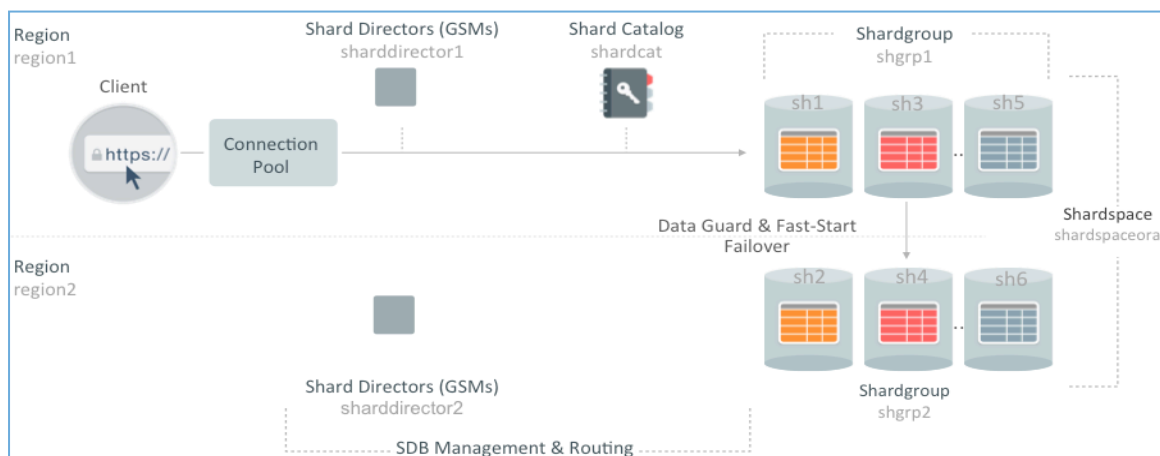 Region
region1
Shard Directors (GSMs)
sharddirector1
Shard Catalog
shardcat
Shardgroup
shgrp1
Client
https://
Connection
Pool
sh1
sh3
sh5
..
Data Guard & Fast-Start
Failover
Shardspace
shardspaceora
Region
region2
sh2
sh4
sh6
..
Shard Directors (GSMs)
sharddirector2
Shardgroup
shgrp2
SDB Management & Routing